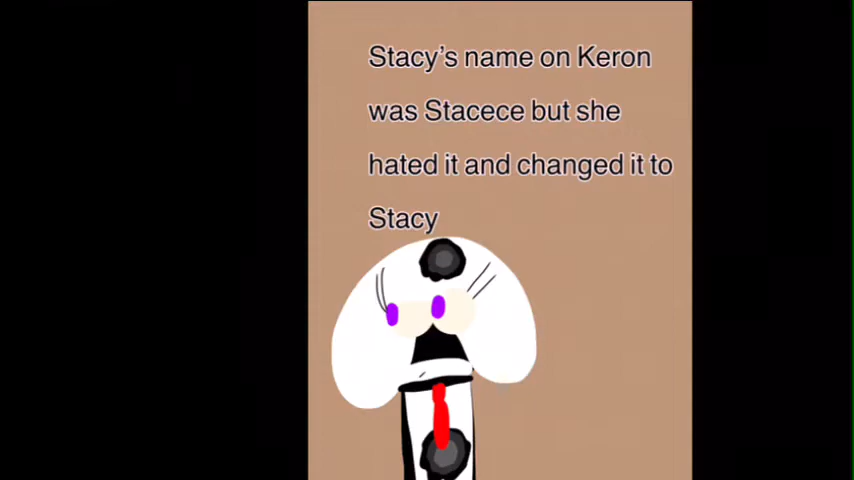 Stacy’s name on Keron
was Stacece but she
hated it and changed it to
Stacy